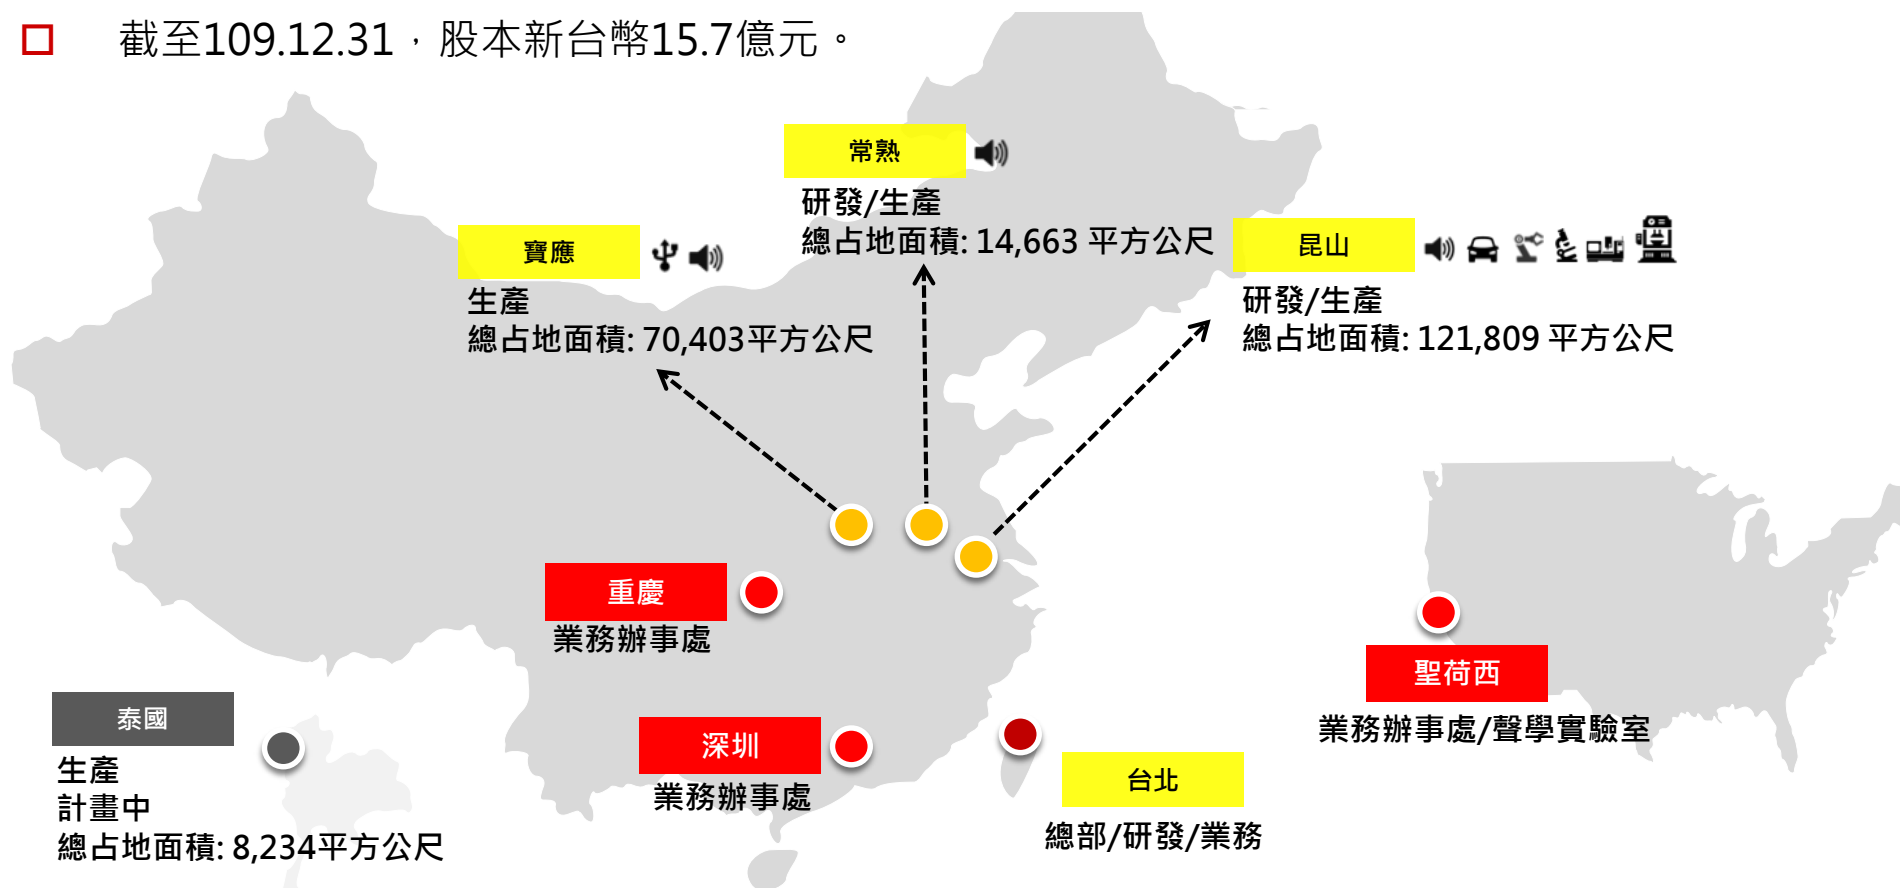 截至109.12.31，股本新台幣15.7億元。
常熟
研發/生產
總占地面積: 14,663 平方公尺
寶應
生產
總占地面積: 70,403平方公尺
昆山
研發/生產
總占地面積: 121,809 平方公尺
重慶
業務辦事處
聖荷西
業務辦事處/聲學實驗室
泰國
生產
計畫中
總占地面積: 8,234平方公尺
深圳
業務辦事處
台北
總部/研發/業務